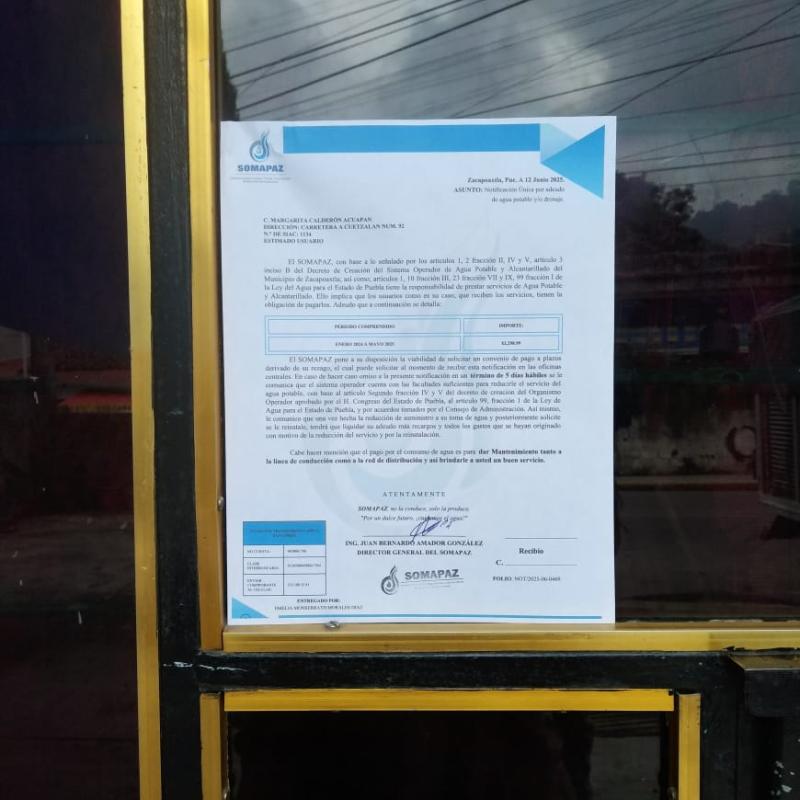 SOMAPAZ
Zacapoaxtla, Pue. A 12 Junio 2025.
ASUNTO: Notificación Única por adeudo
de agua potable y/o drenaje.
C. MARGARITA CALDERÓN ACUAPAN
DIRECCIÓN: CARRETERA A CUETZALAN NUM. 92
N.° DE SIAC: 1134
ESTIMADO USUARIO
El SOMAPAZ, con base a lo señalado por los artículos 1, 2 fracción II, IV y V, artículo 3
inciso B del Decreto de Creación del Sistema Operador de Agua Potable y Alcantarillado del
Municipio de Zacapoaxtla; así como; artículos 1, 10 fracción III, 23 fracción VII y IX, 99 fracción I de
la Ley del Agua para el Estado de Puebla tiene la responsabilidad de prestar servicios de Agua Potable
y Alcantarillado. Ello implica que los usuarios como es su caso, que reciben los servicios, tienen la
obligación de pagarlos. Adeudo que a continuación se detalla:
PERIODO COMPRENDIDO
IMPORTE:
ENERO 2024 A MAYO 2025
El SOMAPAZ pone a su disposición la viabilidad de solicitar un convenio de pago a plazos
derivado de su rezago, el cual puede solicitar al momento de recibir esta notificación en las oficinas
centrales. En caso de hacer caso omiso a la presente notificación en un término de 5 días hábiles se le
comunica que el sistema operador cuenta con las facultades suficientes para reducirle el servicio del
agua potable, con base al artículo Segundo fracción IV y V del decreto de creación del Organismo
Operador aprobado por el H. Congreso del Estado de Puebla, al artículo 99, fracción 1 de la Ley de
Agua para el Estado de Puebla, y por acuerdos tomados por el Consejo de Administración. Así mismo,
le comunico que una vez hecha la reducción de suministro a su toma de agua y posteriormente solicite
se le reinstale, tendrá que liquidar su adeudo más recargos y todos los gastos que se hayan originado
con motivo de la reducción del servicio y por la reinstalación.
Cabe hacer mención que el pago por el consumo de agua es para dar Mantenimiento tanto a
la línea de conducción como a la red de distribución y así brindarle a usted un buen servicio.
ATENTAMENTE
SOMAPAZ no la conduce, solo la produce.
"Por un dulce futuro, ¡cuidemos el agua!"
ING. JUAN BERNARDO AMADOR GONZÁLEZ
DIRECTOR GENERAL DEL SOMAPAZ
Recibio
C.
SOMAPAZ
FOLIO: NOT/2025-06-0468
NO CUENTA:
CLABE
INTERBANCARIA:
ENVIAR
COMPROBANTE
AL CELULAR:
ENTREGADO POR:
EMELIA MONSERRATH MORALES DIAZ